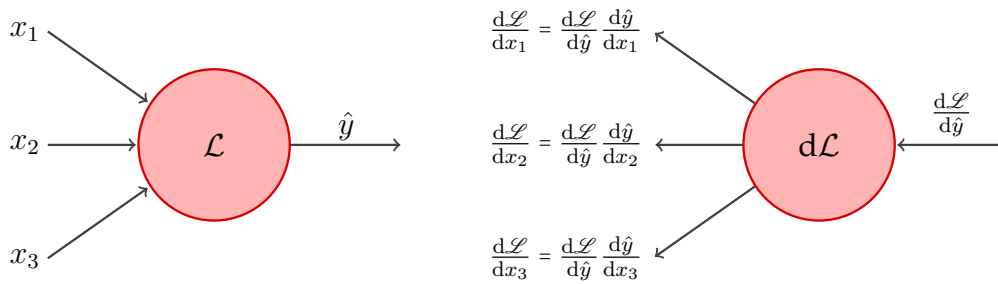 x₁
x₂
x₃
ℒ
ŷ
dℒ/dx₁ = dℒ/dŷ dŷ/dx₁
dℒ/dx₂ = dℒ/dŷ dŷ/dx₂
dℒ/dx₃ = dℒ/dŷ dŷ/dx₃
dℒ
dℒ/dŷ